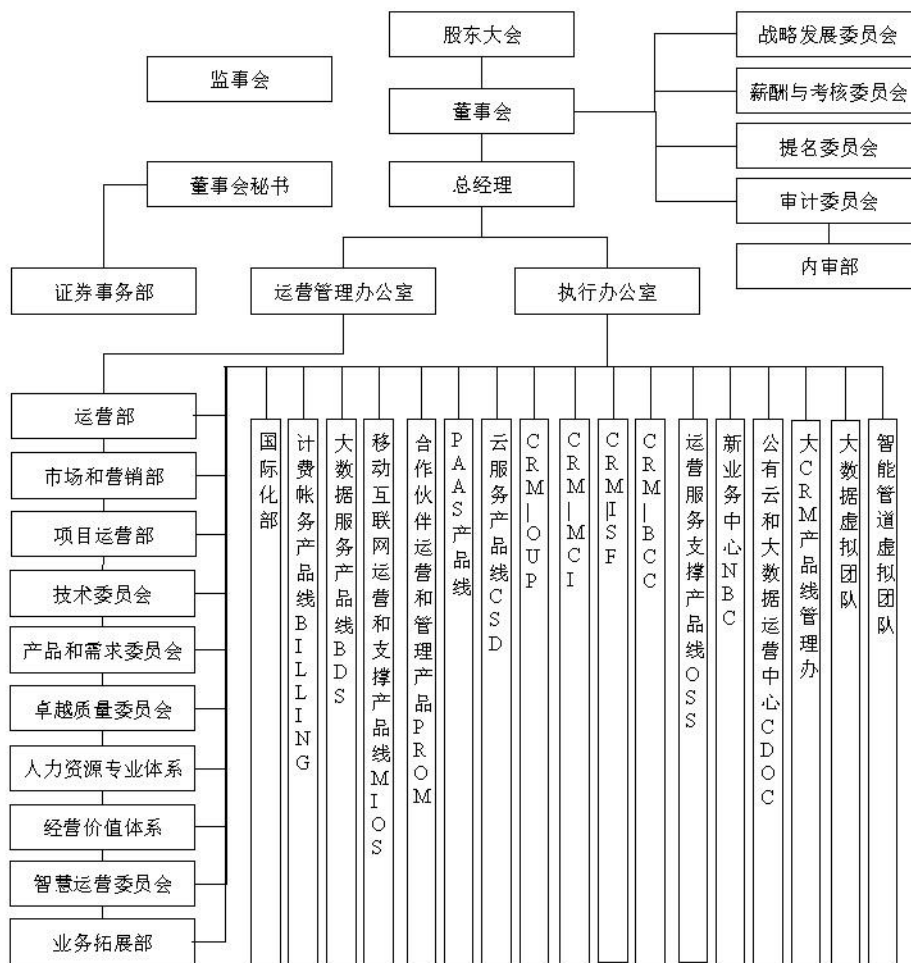 股东大会
战略发展委员会
监事会
薪酬与考核委员会
董事会
提名委员会
董事会秘书
总经理
审计委员会
内审部
证券事务部
运营管理办公室
执行办公室
运营部
市场和营销部
项目运营部
技术委员会
产品和需求委员会
卓越质量委员会
人力资源专业体系
经营价值体系
智慧运营委员会
业务拓展部
国际化部
计费帐务产品线BILLING
大数据服务产品线BDS
移动互联网运营和支撑产品线MIOS
合作伙伴运营和管理产品PROM
PAAS产品线
云服务产品线CSD
CRM—OUP
CRM—MCI
CRM—ISF
CRM—BCC
运营服务支撑产品线OSS
新业务中心NBC
公有云和大数据运营中心CDOC
大CRM产品线管理办
大数据虚拟团队
智能管道虚拟团队